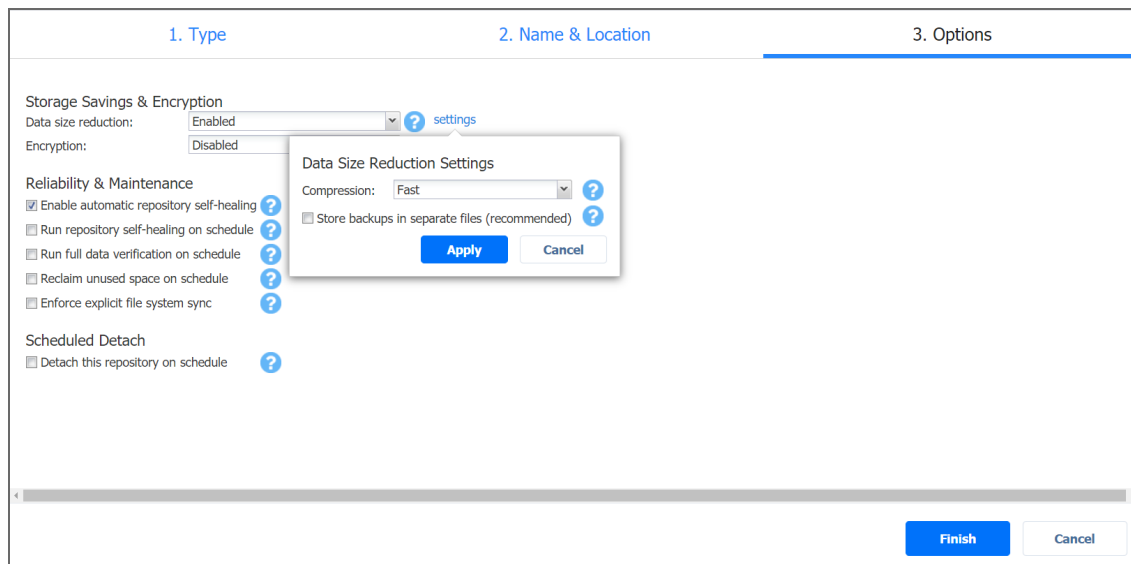 1. Type
2. Name & Location
3. Options
Storage Savings & Encryption
Data size reduction: Enabled ? settings
Encryption: Disabled
Data Size Reduction Settings
Compression: Fast ?
Store backups in separate files (recommended) ?
Apply Cancel
Reliability & Maintenance
Enable automatic repository self-healing ?
Run repository self-healing on schedule ?
Run full data verification on schedule ?
Reclaim unused space on schedule ?
Enforce explicit file system sync ?
Scheduled Detach
Detach this repository on schedule ?
Finish Cancel